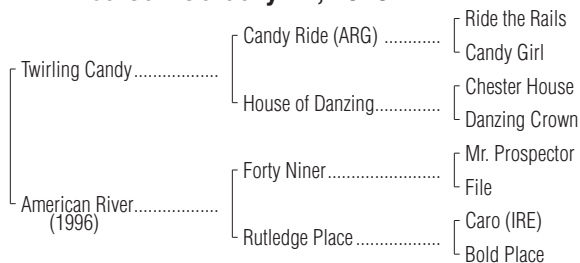 Ride the Rails
Candy Ride (ARG) ............
Candy Girl
Twirling Candy..................
Chester House
House of Danzing..............
Danzing Crown
Mr. Prospector
Forty Niner.......................
File
American River..................
(1996)
Caro (IRE)
Rutledge Place ..................
Bold Place